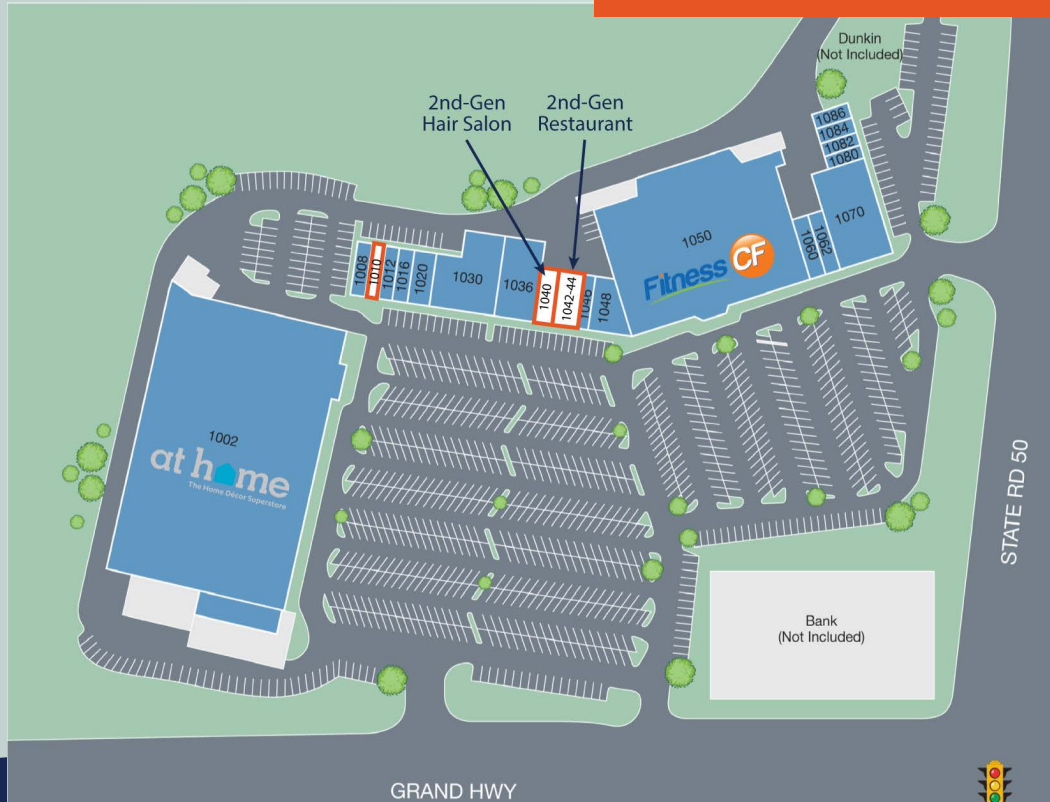 Dunkin
(Not Included)
2nd-Gen
Hair Salon
2nd-Gen
Restaurant
1086
1084
1082
1080
1070
1062
1060
1050
Fitness CF
1008
1010
1012
1016
1020
1030
1036
1040
1042-44
1046
1048
1002
at home
The Home Décor Superstore
STATE RD 50
Bank
(Not Included)
GRAND HWY